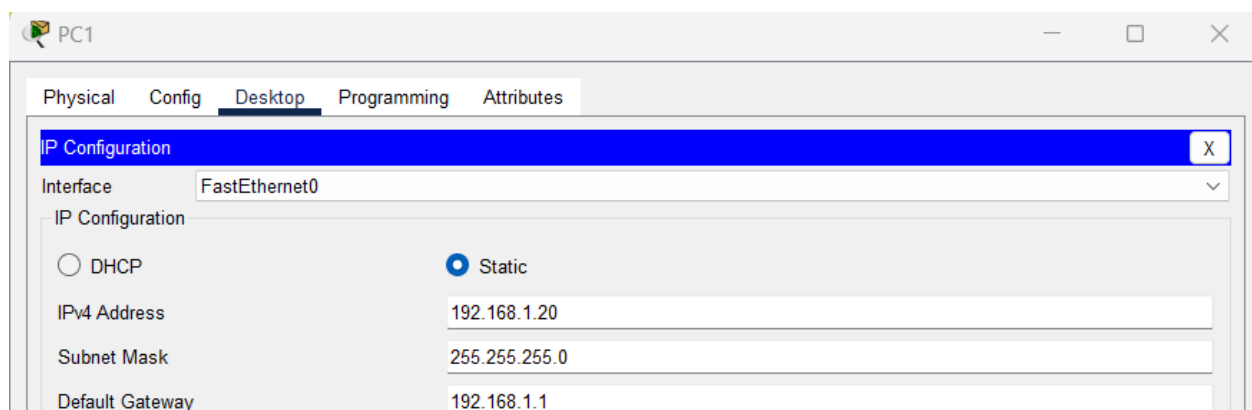 PC1
Physical Config Desktop Programming Attributes
IP Configuration X
Interface FastEthernet0
IP Configuration
DHCP Static
IPv4 Address 192.168.1.20
Subnet Mask 255.255.255.0
Default Gateway 192.168.1.1